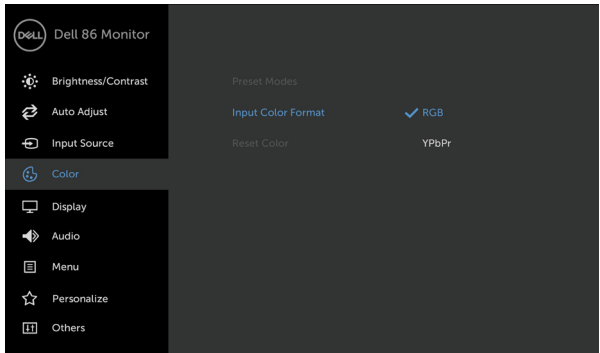 DELL Dell 86 Monitor
Brightness/Contrast Preset Modes
Auto Adjust Input Color Format RGB
Input Source Reset Color YPbPr
Color
Display
Audio
Menu
Personalize
Others